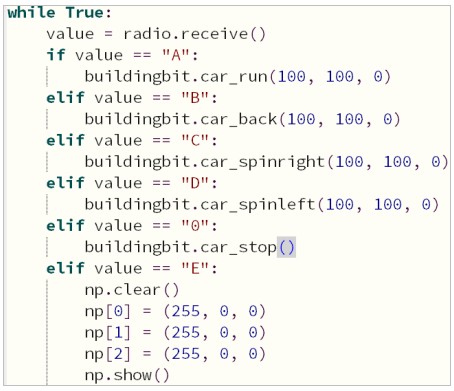 while True:
    value = radio.receive()
    if value == "A":
        buildingbit.car_run(100, 100, 0)
    elif value == "B":
        buildingbit.car_back(100, 100, 0)
    elif value == "C":
        buildingbit.car_spinright(100, 100, 0)
    elif value == "D":
        buildingbit.car_spinleft(100, 100, 0)
    elif value == "0":
        buildingbit.car_stop()
    elif value == "E":
        np.clear()
        np[0] = (255, 0, 0)
        np[1] = (255, 0, 0)
        np[2] = (255, 0, 0)
        np.show()